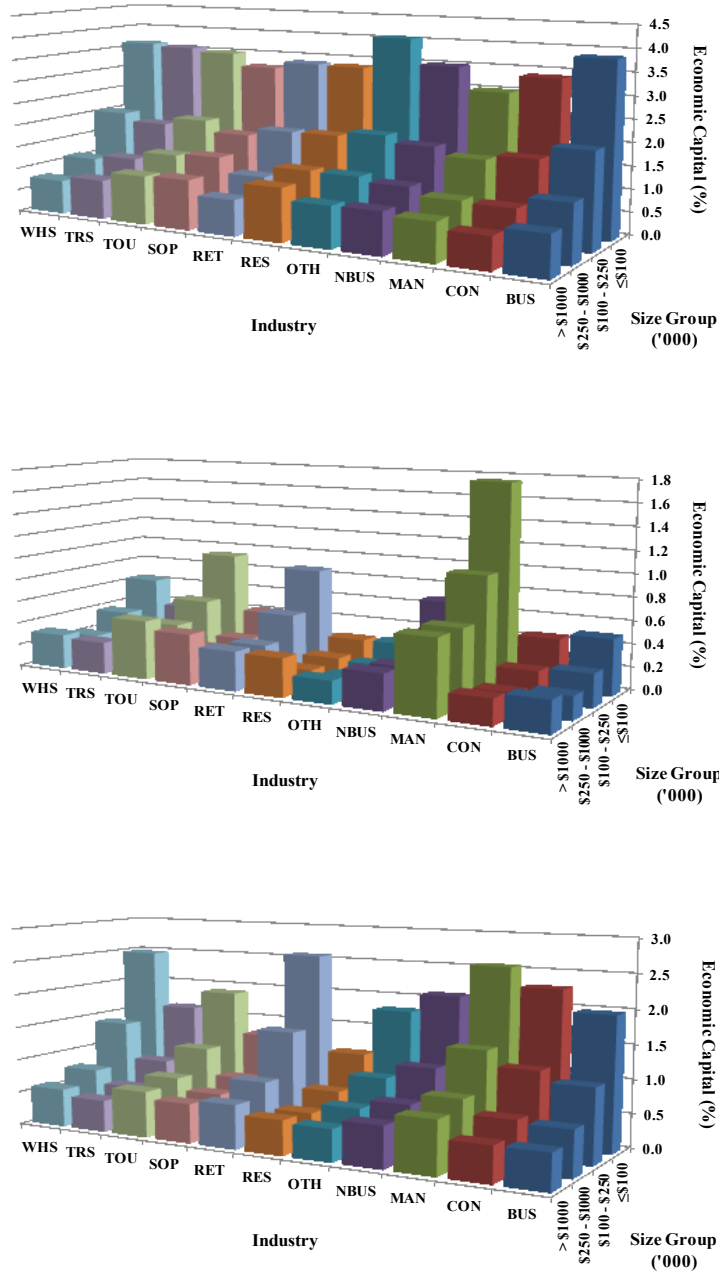 4.5
4.0
3.5
3.0
2.5
2.0
1.5
1.0
0.5
0.0
Economic Capital (%)
WHS
TRS
TOU
SOP
RET
RES
OTH
NBUS
MAN
CON
BUS
> $1000
$250 - $1000
$100 - $250
≤$100
Industry
Size Group
('000)
1.8
1.6
1.4
1.2
1.0
0.8
0.6
0.4
0.2
0.0
Economic Capital (%)
WHS
TRS
TOU
SOP
RET
RES
OTH
NBUS
MAN
CON
BUS
> $1000
$250 - $1000
$100 - $250
≤$100
Industry
Size Group
('000)
3.0
2.5
2.0
1.5
1.0
0.5
0.0
Economic Capital (%)
WHS
TRS
TOU
SOP
RET
RES
OTH
NBUS
MAN
CON
BUS
> $1000
$250 - $1000
$100 - $250
≤$100
Industry
Size Group
('000)